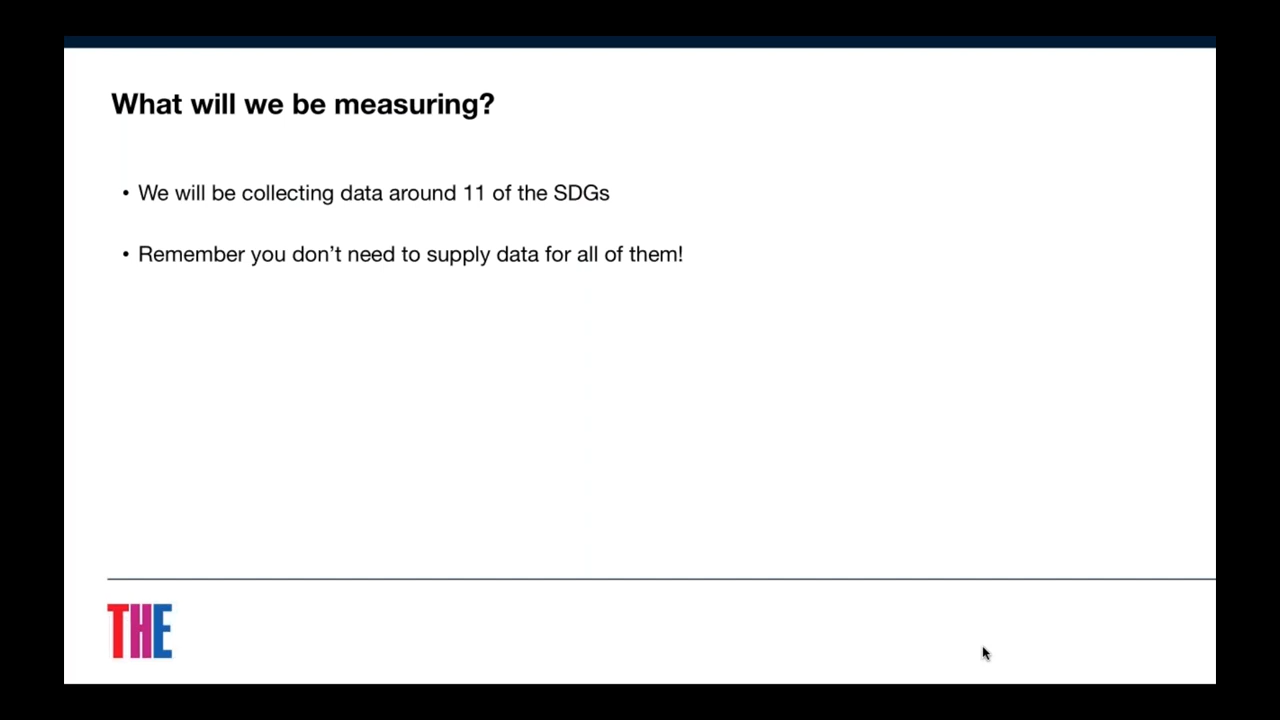 What will we be measuring?
• We will be collecting data around 11 of the SDGs
• Remember you don’t need to supply data for all of them!
THE